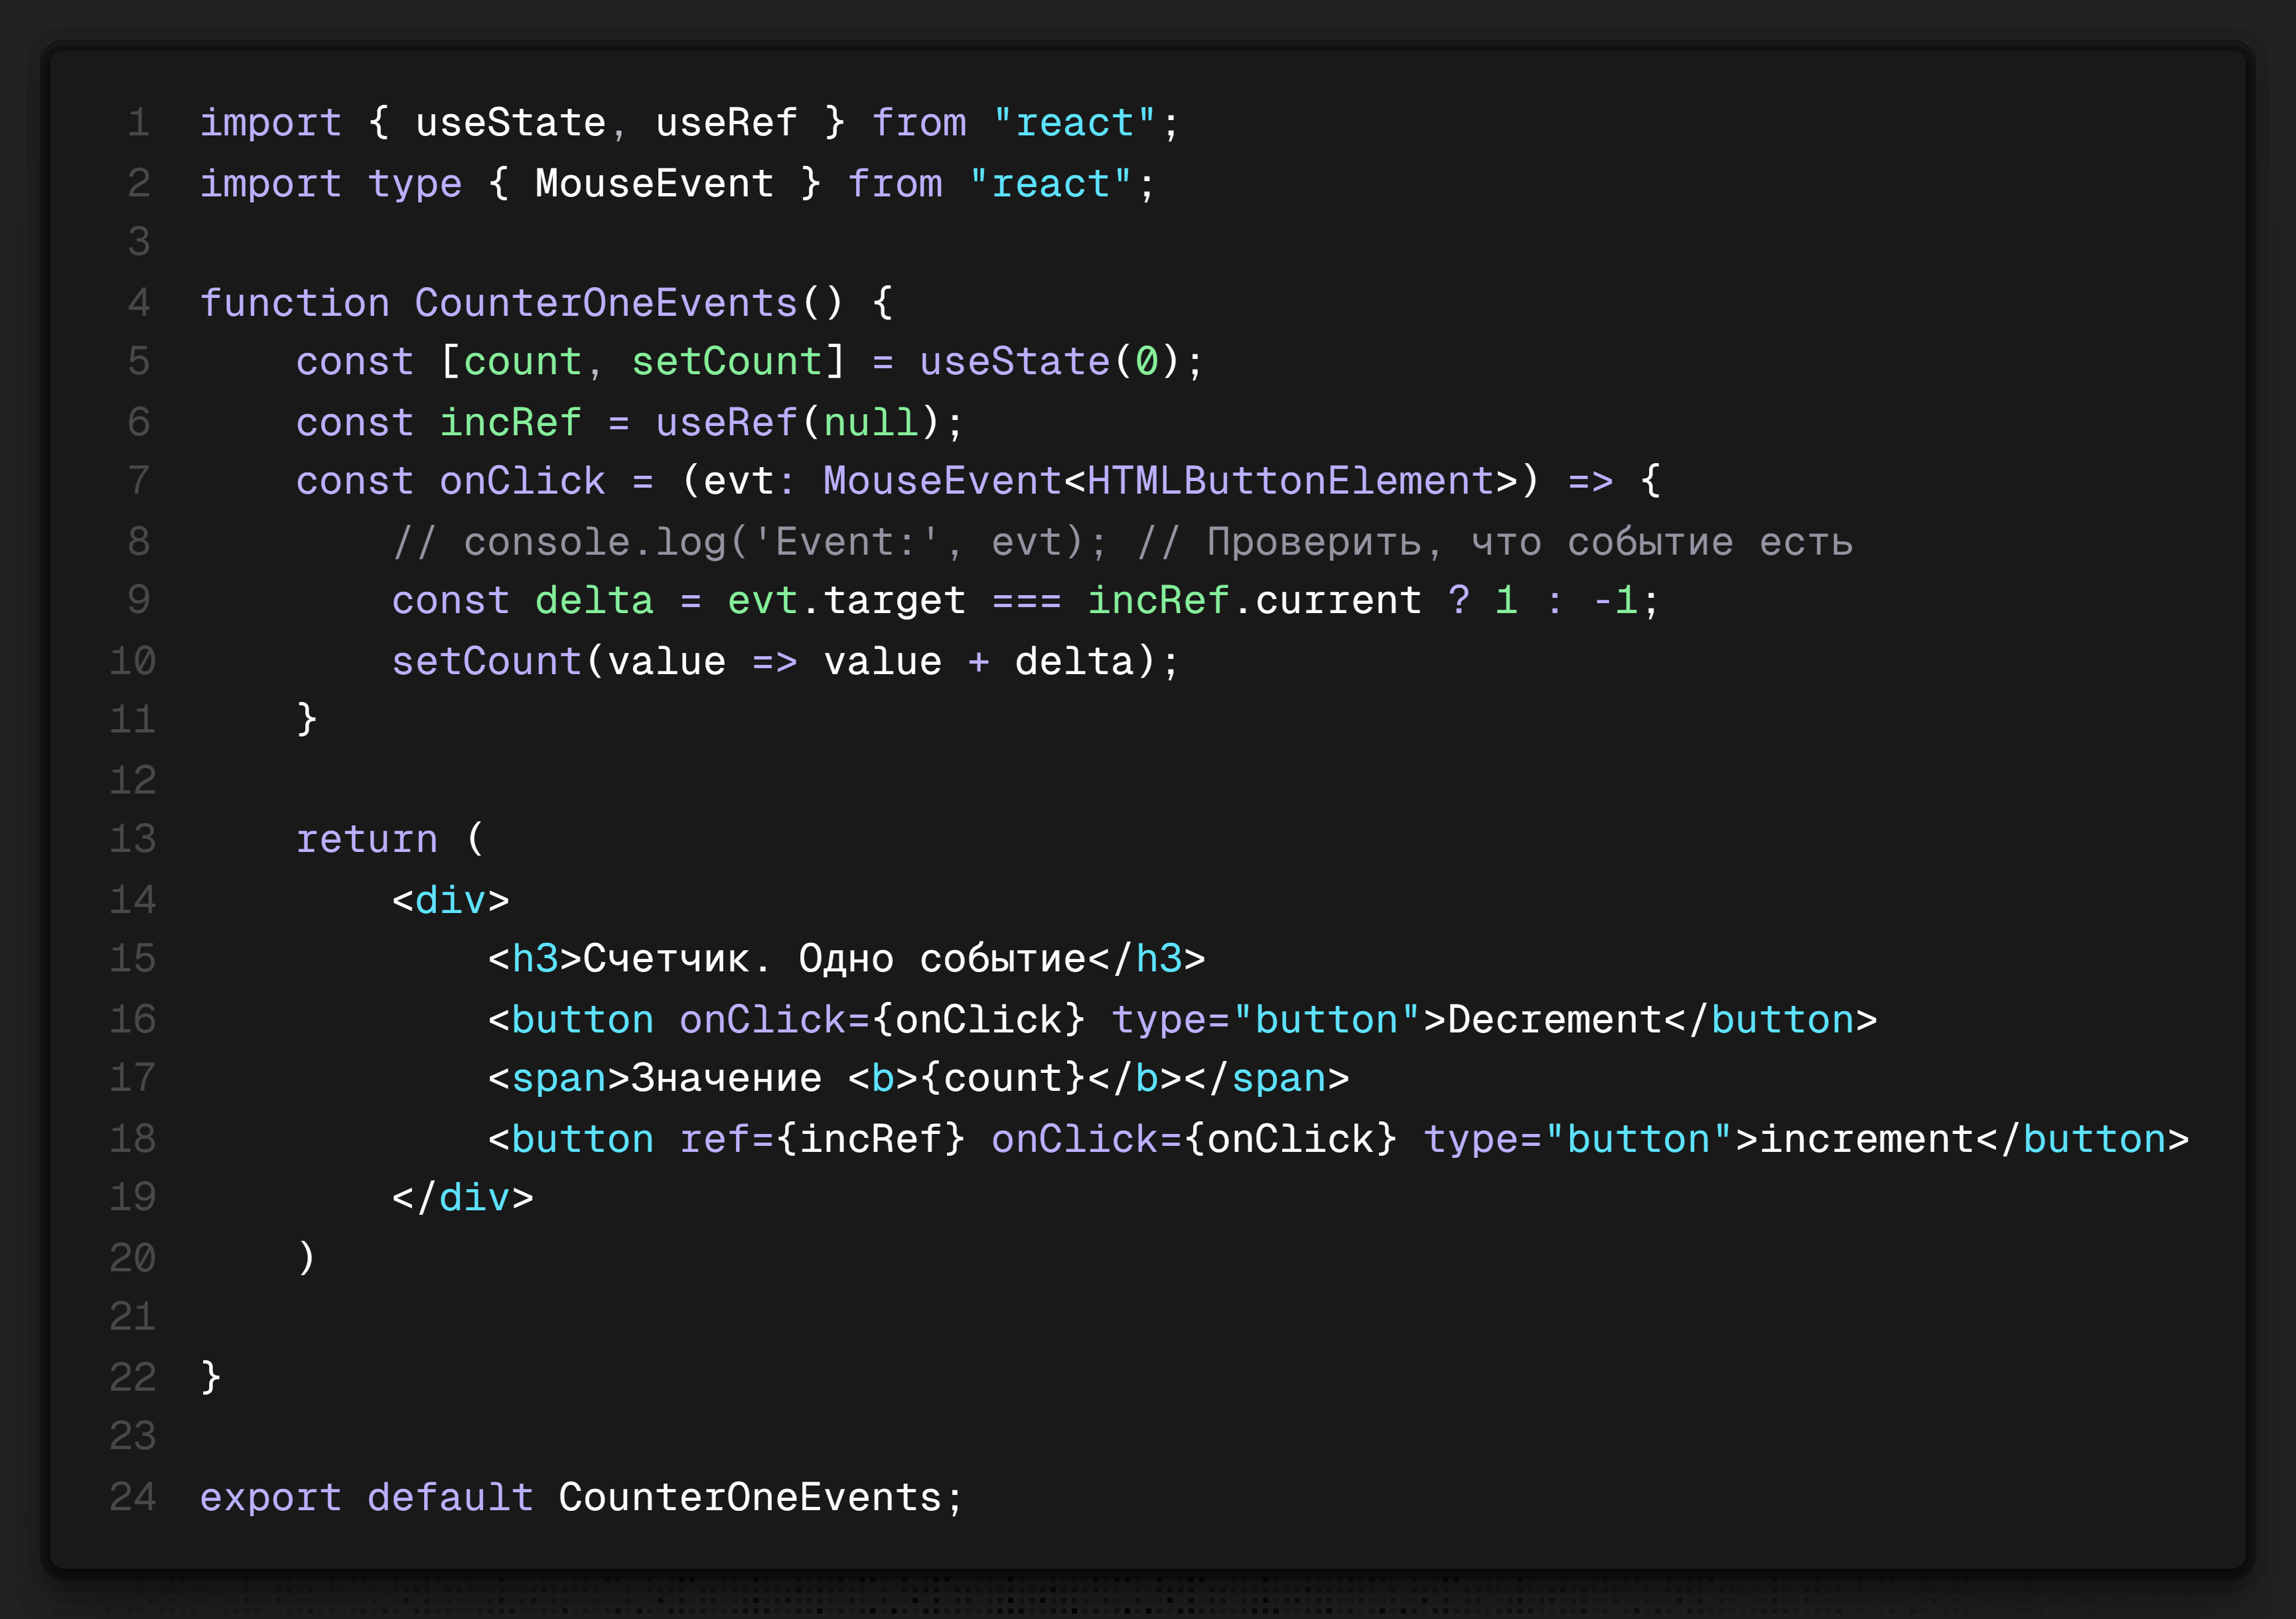 1 import { useState, useRef } from "react";
2 import type { MouseEvent } from "react";
3
4 function CounterOneEvents() {
5     const [count, setCount] = useState(0);
6     const incRef = useRef(null);
7     const onClick = (evt: MouseEvent<HTMLButtonElement>) => {
8         // console.log('Event:', evt); // Проверить, что событие есть
9         const delta = evt.target === incRef.current ? 1 : -1;
10         setCount(value => value + delta);
11     }
12
13     return (
14         <div>
15             <h3>Счетчик. Одно событие</h3>
16             <button onClick={onClick} type="button">Decrement</button>
17             <span>Значение <b>{count}</b></span>
18             <button ref={incRef} onClick={onClick} type="button">increment</button>
19         </div>
20     )
21
22 }
23
24 export default CounterOneEvents;